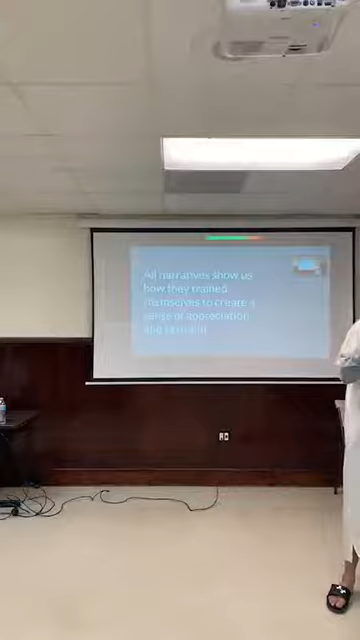 All narratives show us
how they trained
themselves to create a
sense of appreciation
and